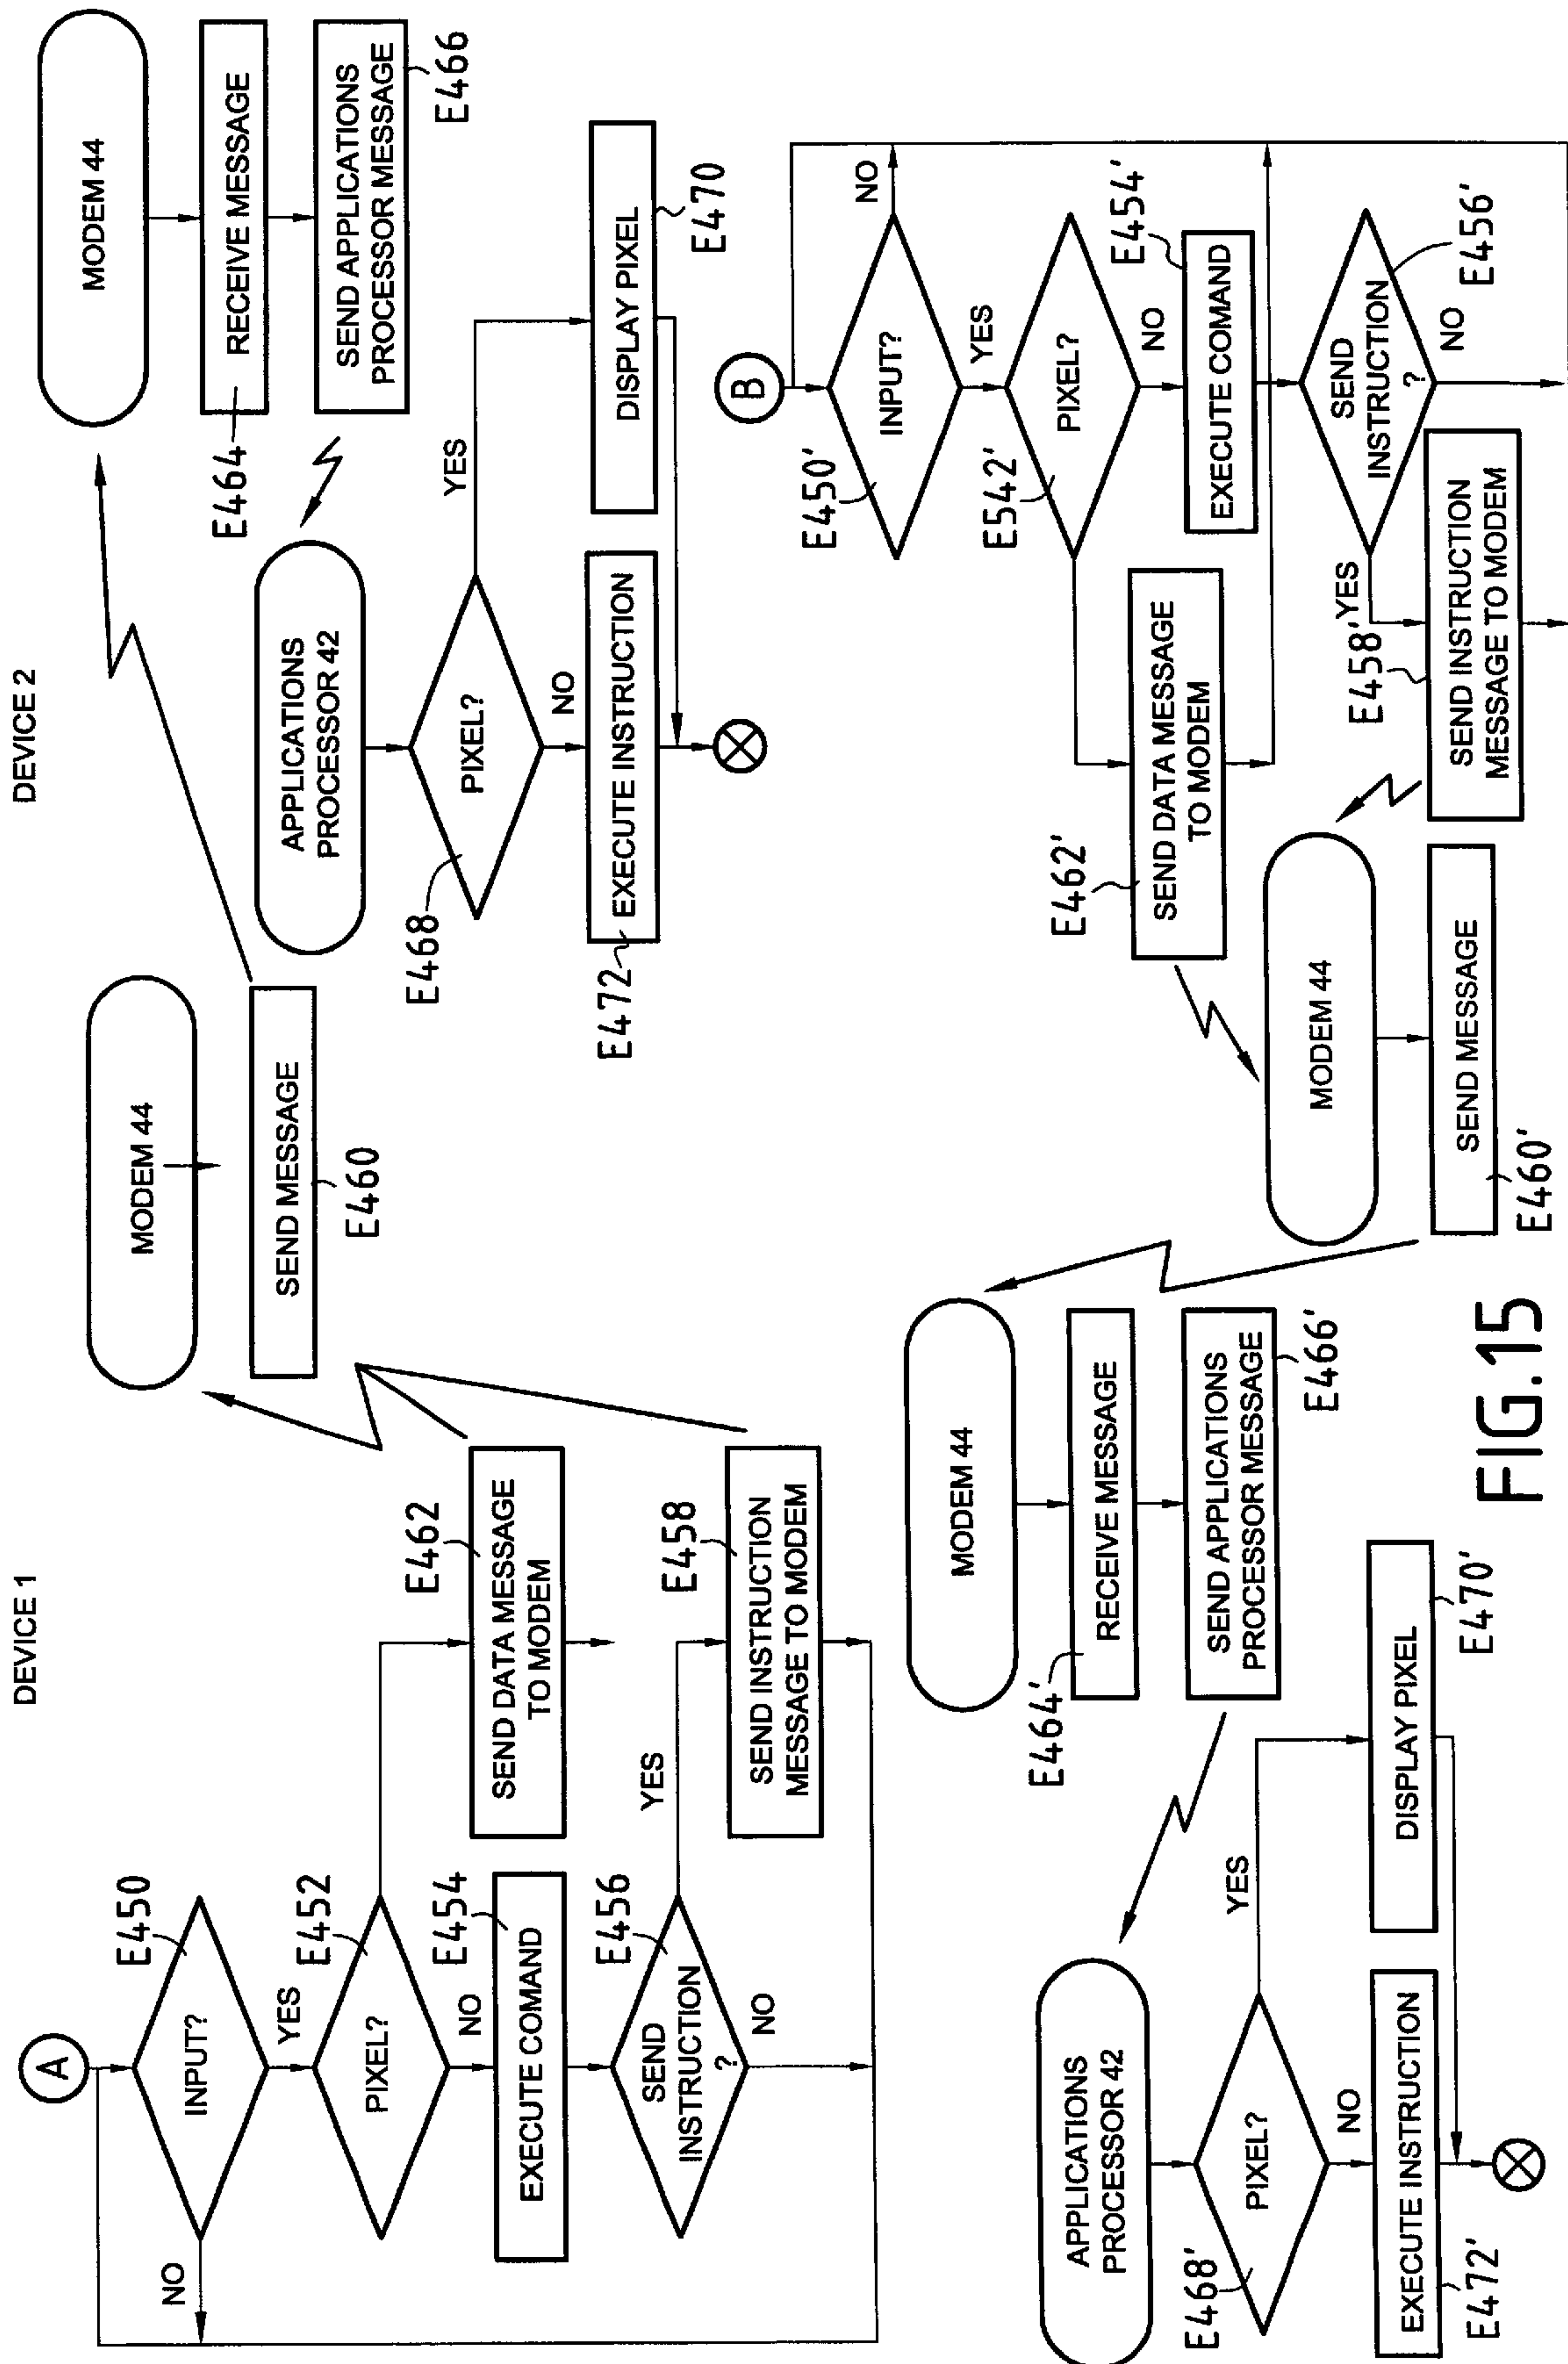 DEVICE 1
DEVICE 2
A
INPUT?
E450
NO
YES
PIXEL?
E452
NO
EXECUTE COMAND
E454
SEND
INSTRUCTION
?
E456
YES
NO
SEND DATA MESSAGE
TO MODEM
E462
SEND INSTRUCTION
MESSAGE TO MODEM
E458
MODEM 44
SEND MESSAGE
E460
MODEM 44
RECEIVE MESSAGE
E464
SEND APPLICATIONS
PROCESSOR MESSAGE
E466
APPLICATIONS
PROCESSOR 42
PIXEL?
E468
YES
NO
EXECUTE INSTRUCTION
E472
DISPLAY PIXEL
E470
B
INPUT?
E450'
NO
YES
PIXEL?
E542'
NO
EXECUTE COMAND
E454'
SEND
INSTRUCTION
?
E456'
YES
NO
SEND DATA MESSAGE
TO MODEM
E462'
SEND INSTRUCTION
MESSAGE TO MODEM
E458'
MODEM 44
SEND MESSAGE
E460'
MODEM 44
RECEIVE MESSAGE
E464'
SEND APPLICATIONS
PROCESSOR MESSAGE
E466'
APPLICATIONS
PROCESSOR 42
PIXEL?
E468'
YES
NO
EXECUTE INSTRUCTION
E472'
DISPLAY PIXEL
E470'
FIG.15